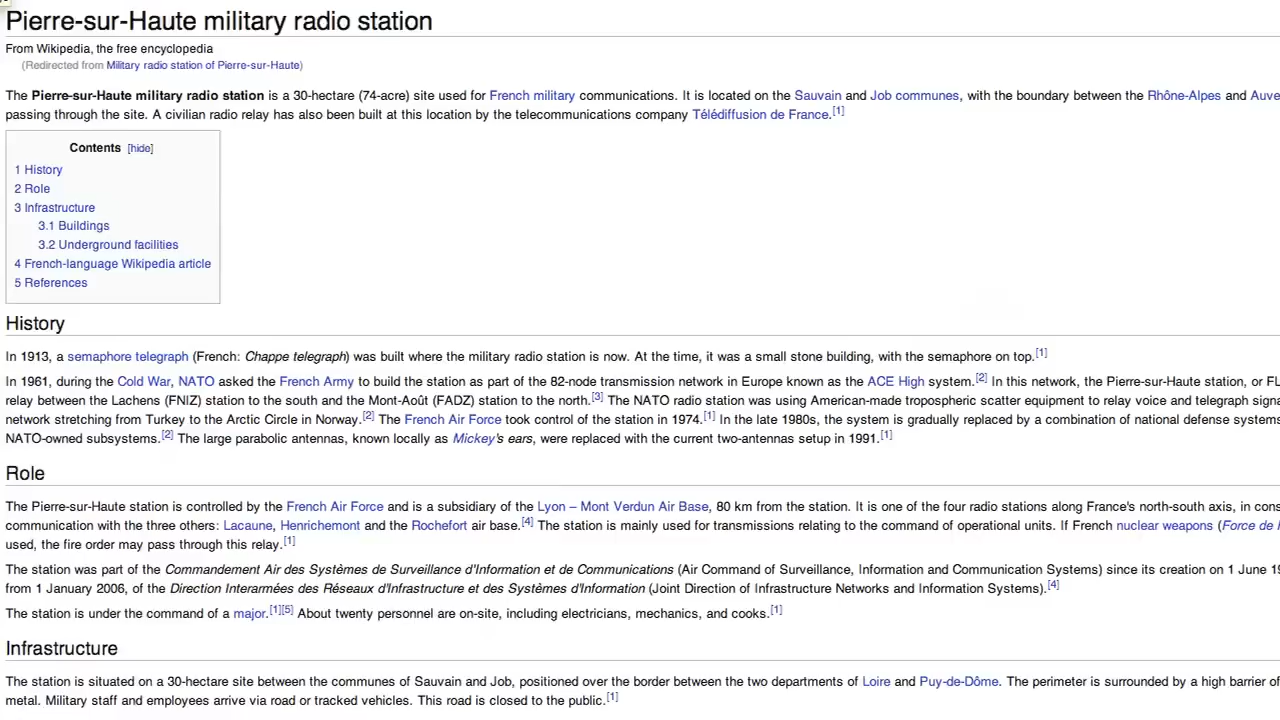 Pierre-sur-Haute military radio station
From Wikipedia, the free encyclopedia
(Redirected from Military radio station of Pierre-sur-Haute)
The Pierre-sur-Haute military radio station is a 30-hectare (74-acre) site used for French military communications. It is located on the Sauvain and Job communes, with the boundary between the Rhône-Alpes and Auve
passing through the site. A civilian radio relay has also been built at this location by the telecommunications company Télédiffusion de France.[1]
Contents [hide]
1 History
2 Role
3 Infrastructure
3.1 Buildings
3.2 Underground facilities
4 French-language Wikipedia article
5 References
History
In 1913, a semaphore telegraph (French: Chappe telegraph) was built where the military radio station is now. At the time, it was a small stone building, with the semaphore on top.[1]
In 1961, during the Cold War, NATO asked the French Army to build the station as part of the 82-node transmission network in Europe known as the ACE High system.[2] In this network, the Pierre-sur-Haute station, or FL
relay between the Lachens (FNIZ) station to the south and the Mont-Août (FADZ) station to the north.[3] The NATO radio station was using American-made tropospheric scatter equipment to relay voice and telegraph signa
network stretching from Turkey to the Arctic Circle in Norway.[2] The French Air Force took control of the station in 1974.[1] In the late 1980s, the system is gradually replaced by a combination of national defense systems
NATO-owned subsystems.[2] The large parabolic antennas, known locally as Mickey's ears, were replaced with the current two-antennas setup in 1991.[1]
Role
The Pierre-sur-Haute station is controlled by the French Air Force and is a subsidiary of the Lyon – Mont Verdun Air Base, 80 km from the station. It is one of the four radio stations along France's north-south axis, in cons
communication with the three others: Lacaune, Henrichemont and the Rochefort air base.[4] The station is mainly used for transmissions relating to the command of operational units. If French nuclear weapons (Force de
used, the fire order may pass through this relay.[1]
The station was part of the Commandement Air des Systèmes de Surveillance d'Information et de Communications (Air Command of Surveillance, Information and Communication Systems) since its creation on 1 June 19
from 1 January 2006, of the Direction Interarmées des Réseaux d'Infrastructure et des Systèmes d'Information (Joint Direction of Infrastructure Networks and Information Systems).[4]
The station is under the command of a major.[1][5] About twenty personnel are on-site, including electricians, mechanics, and cooks.[1]
Infrastructure
The station is situated on a 30-hectare site between the communes of Sauvain and Job, positioned over the border between the two departments of Loire and Puy-de-Dôme. The perimeter is surrounded by a high barrier of
metal. Military staff and employees arrive via road or tracked vehicles. This road is closed to the public.[1]